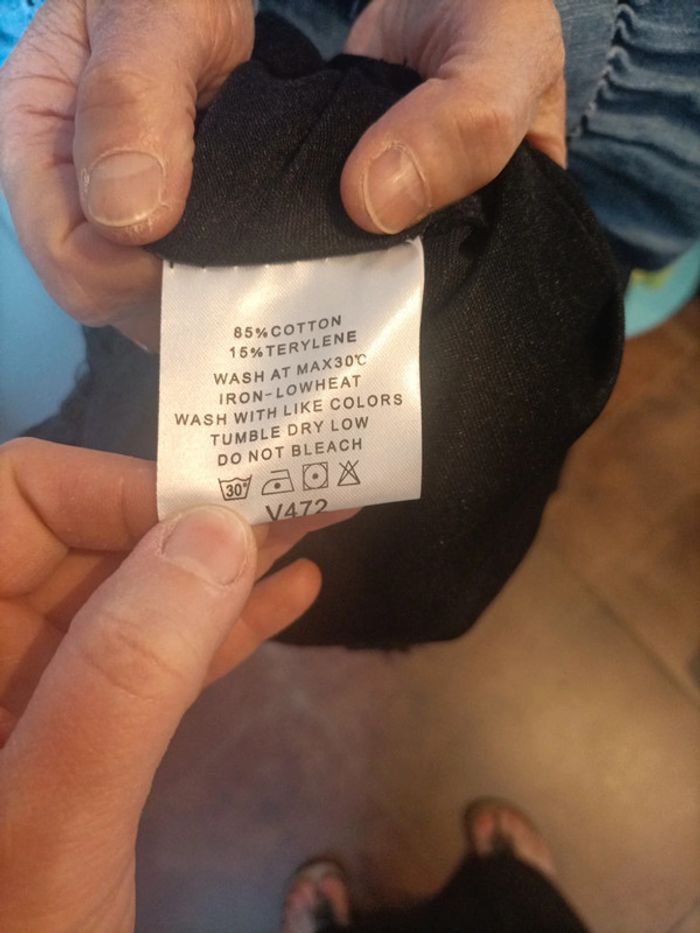 85%COTTON
15%TERYLENE
WASH AT MAX30℃
IRON-LOWHEAT
WASH WITH LIKE COLORS
TUMBLE DRY LOW
DO NOT BLEACH
30°
V472